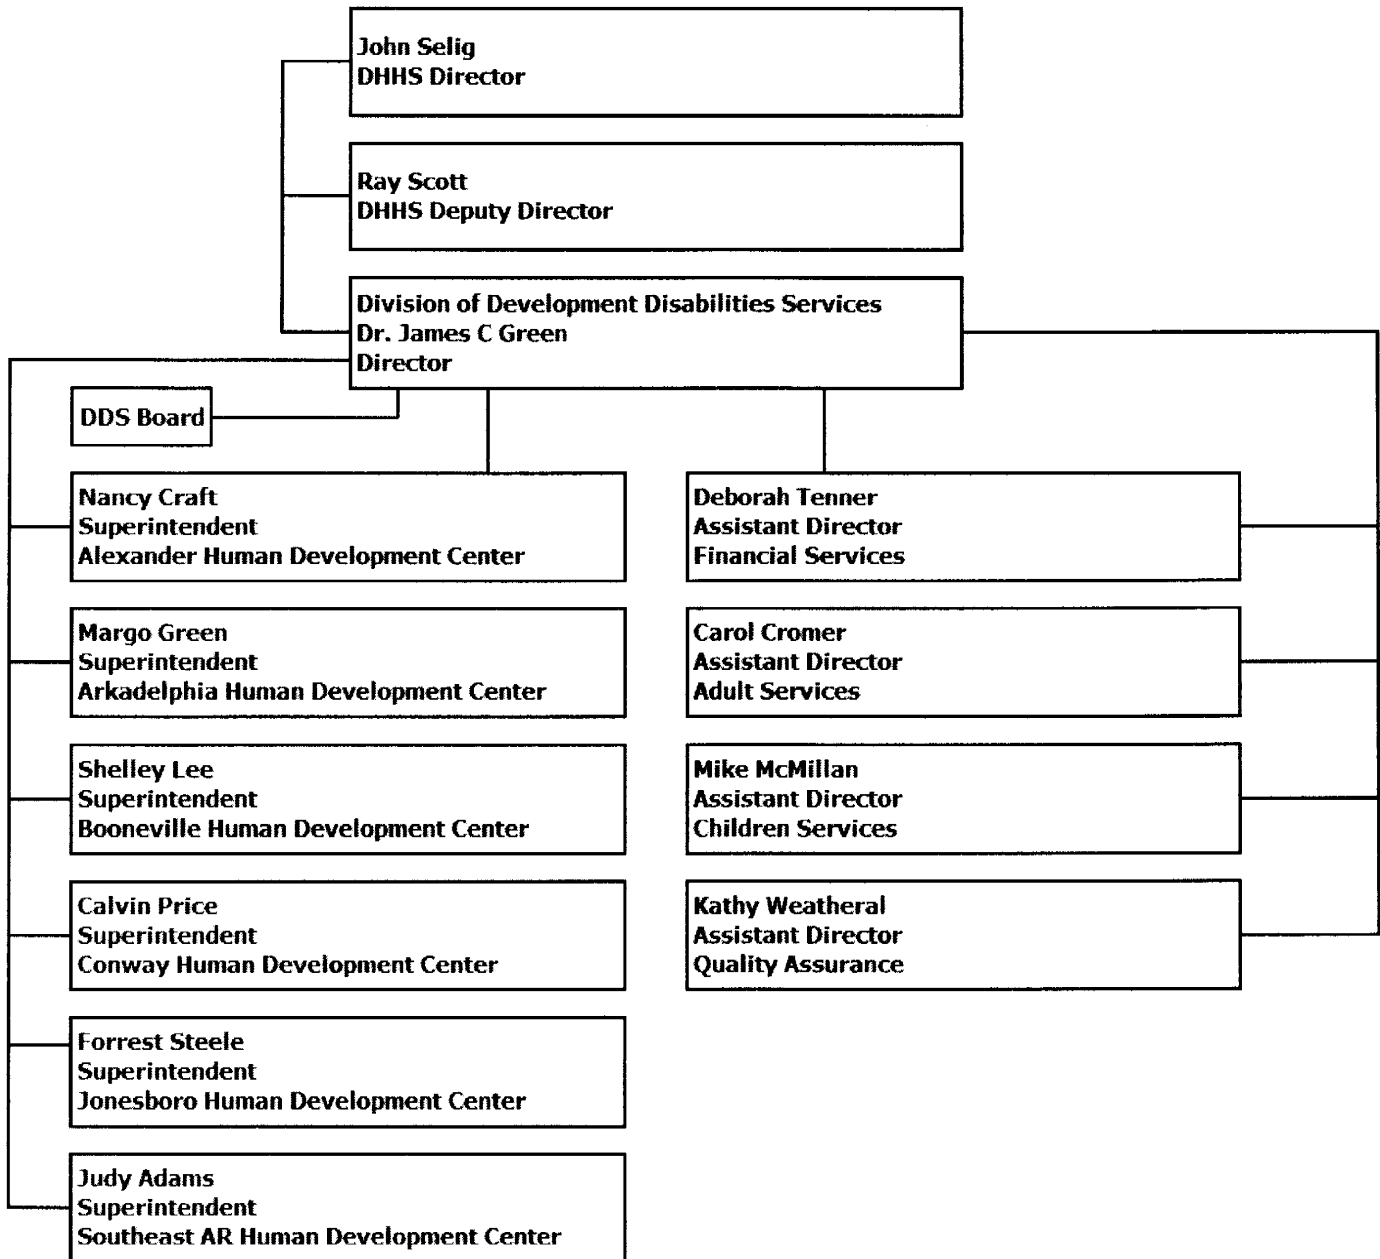 John Selig
DHHS Director
Ray Scott
DHHS Deputy Director
Division of Development Disabilities Services
Dr. James C Green
Director
DDS Board
Nancy Craft
Superintendent
Alexander Human Development Center
Margo Green
Superintendent
Arkadelphia Human Development Center
Shelley Lee
Superintendent
Booneville Human Development Center
Calvin Price
Superintendent
Conway Human Development Center
Forrest Steele
Superintendent
Jonesboro Human Development Center
Judy Adams
Superintendent
Southeast AR Human Development Center
Deborah Tenner
Assistant Director
Financial Services
Carol Cromer
Assistant Director
Adult Services
Mike McMillan
Assistant Director
Children Services
Kathy Weatheral
Assistant Director
Quality Assurance